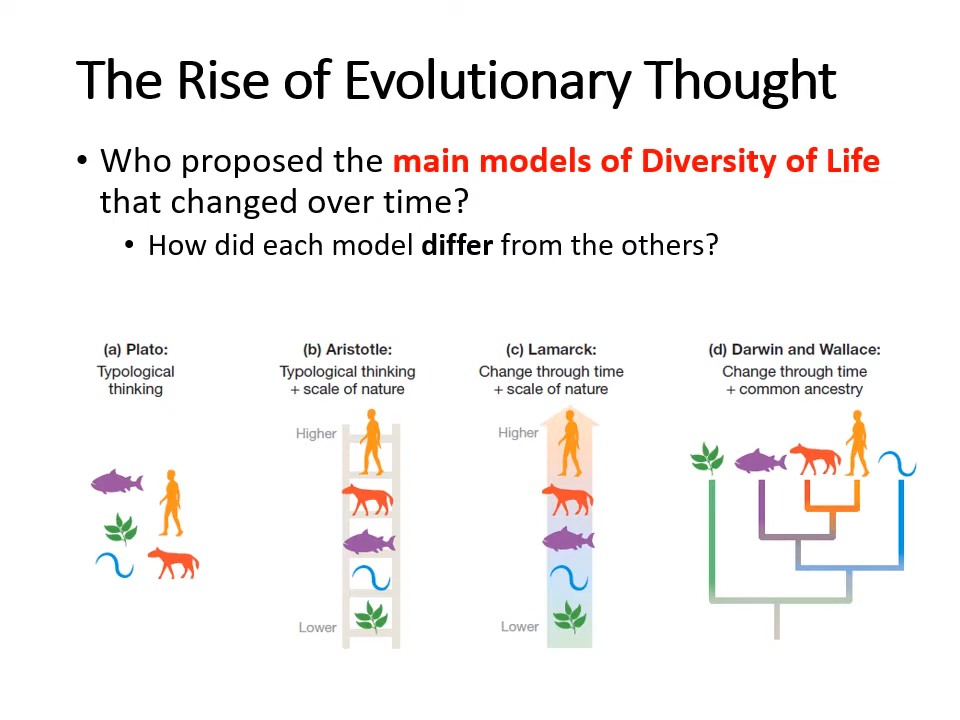 The Rise of Evolutionary Thought
• Who proposed the main models of Diversity of Life
that changed over time?
• How did each model differ from the others?
(a) Plato:
Typological
thinking
(b) Aristotle:
Typological thinking
+ scale of nature
Higher
Lower
(c) Lamarck:
Change through time
+ scale of nature
Higher
Lower
(d) Darwin and Wallace:
Change through time
+ common ancestry